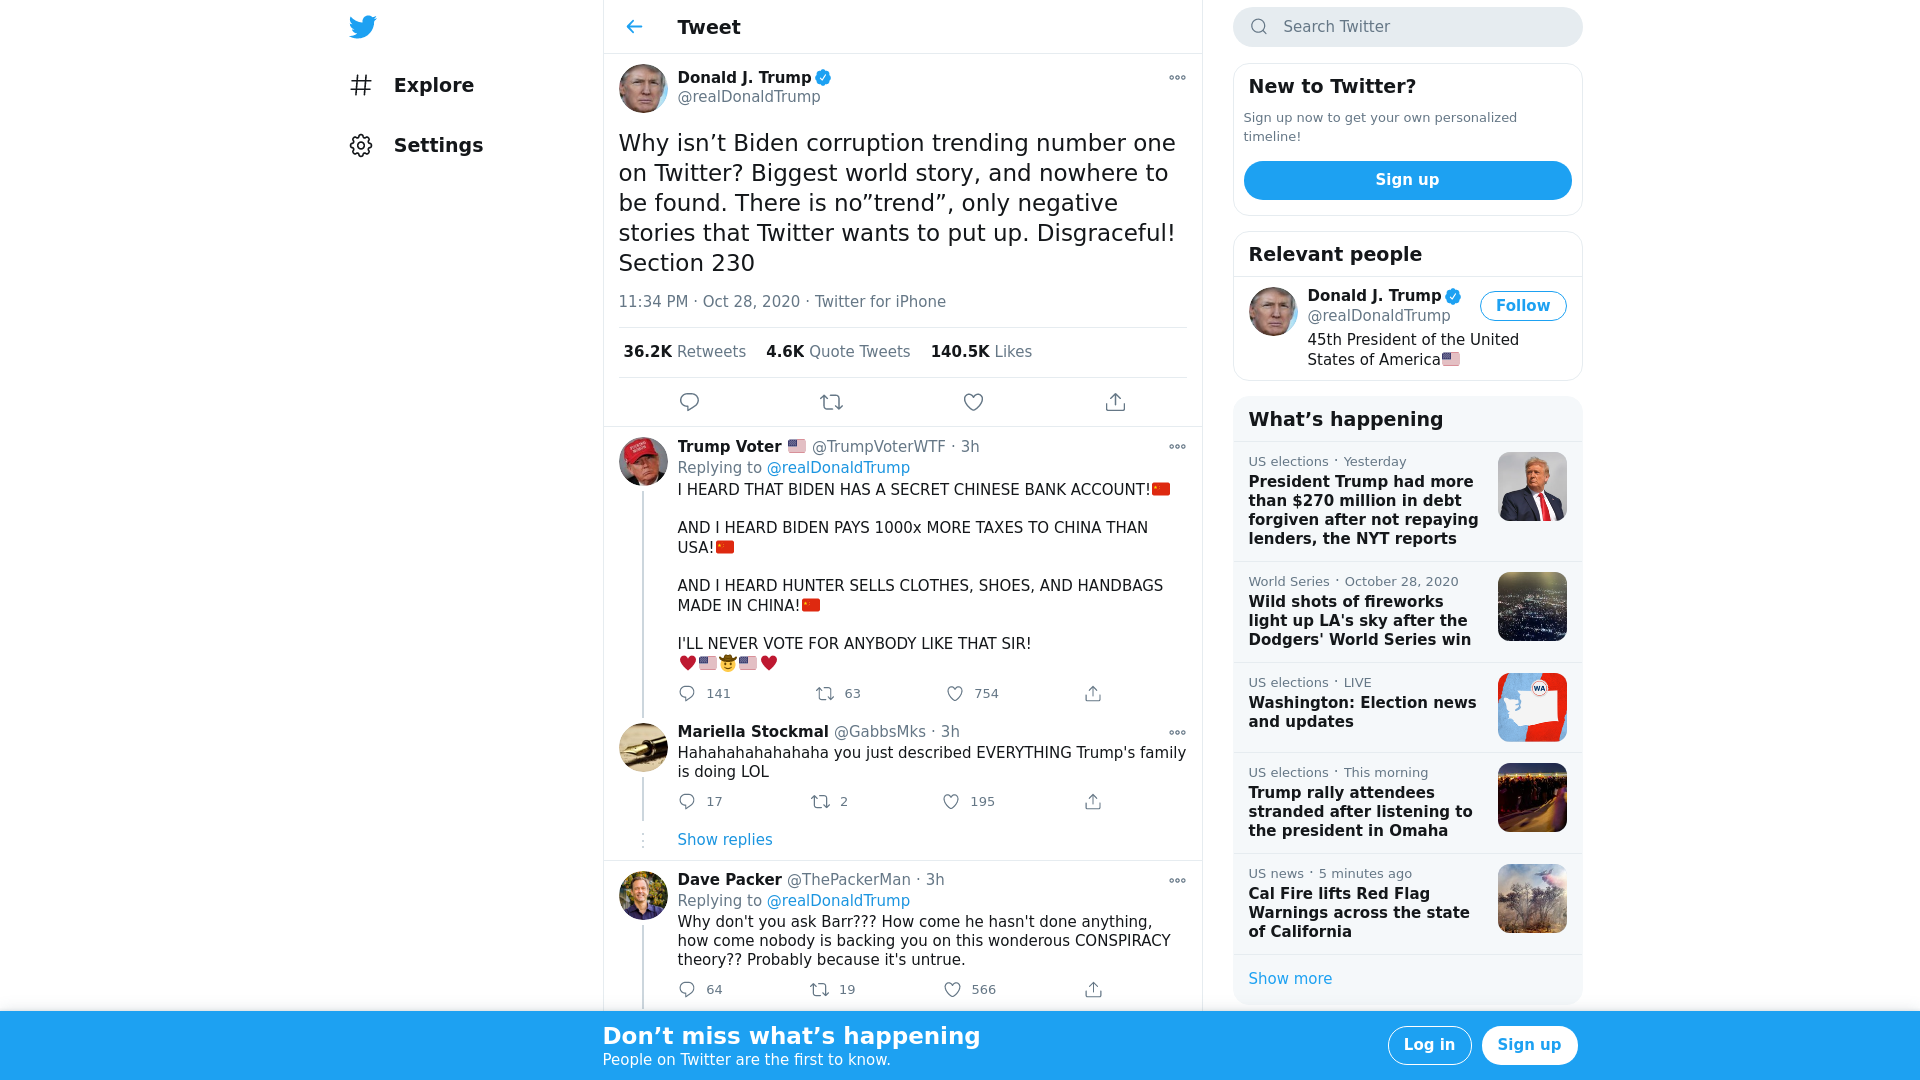 Explore
Settings
Tweet
Donald J. Trump
@realDonaldTrump
Why isn’t Biden corruption trending number one
on Twitter? Biggest world story, and nowhere to
be found. There is no”trend”, only negative
stories that Twitter wants to put up. Disgraceful!
Section 230
11:34 PM · Oct 28, 2020 · Twitter for iPhone
36.2K Retweets 4.6K Quote Tweets 140.5K Likes
Trump Voter 🇺🇸 @TrumpVoterWTF · 3h
Replying to @realDonaldTrump
I HEARD THAT BIDEN HAS A SECRET CHINESE BANK ACCOUNT!🇨🇳
AND I HEARD BIDEN PAYS 1000x MORE TAXES TO CHINA THAN
USA!🇨🇳
AND I HEARD HUNTER SELLS CLOTHES, SHOES, AND HANDBAGS
MADE IN CHINA!🇨🇳
I'LL NEVER VOTE FOR ANYBODY LIKE THAT SIR!
♥️🇺🇸🤠🇺🇸♥️
141 63 754
Mariella Stockmal @GabbsMks · 3h
Hahahahahahahaha you just described EVERYTHING Trump's family
is doing LOL
17 2 195
Show replies
Dave Packer @ThePackerMan · 3h
Replying to @realDonaldTrump
Why don't you ask Barr??? How come he hasn't done anything,
how come nobody is backing you on this wonderous CONSPIRACY
theory?? Probably because it's untrue.
64 19 566
Search Twitter
New to Twitter?
Sign up now to get your own personalized
timeline!
Sign up
Relevant people
Donald J. Trump
@realDonaldTrump
Follow
45th President of the United
States of America🇺🇸
What’s happening
US elections · Yesterday
President Trump had more
than $270 million in debt
forgiven after not repaying
lenders, the NYT reports
World Series · October 28, 2020
Wild shots of fireworks
light up LA's sky after the
Dodgers' World Series win
US elections · LIVE
Washington: Election news
and updates
WA
US elections · This morning
Trump rally attendees
stranded after listening to
the president in Omaha
US news · 5 minutes ago
Cal Fire lifts Red Flag
Warnings across the state
of California
Show more
Don’t miss what’s happening
People on Twitter are the first to know.
Log in
Sign up